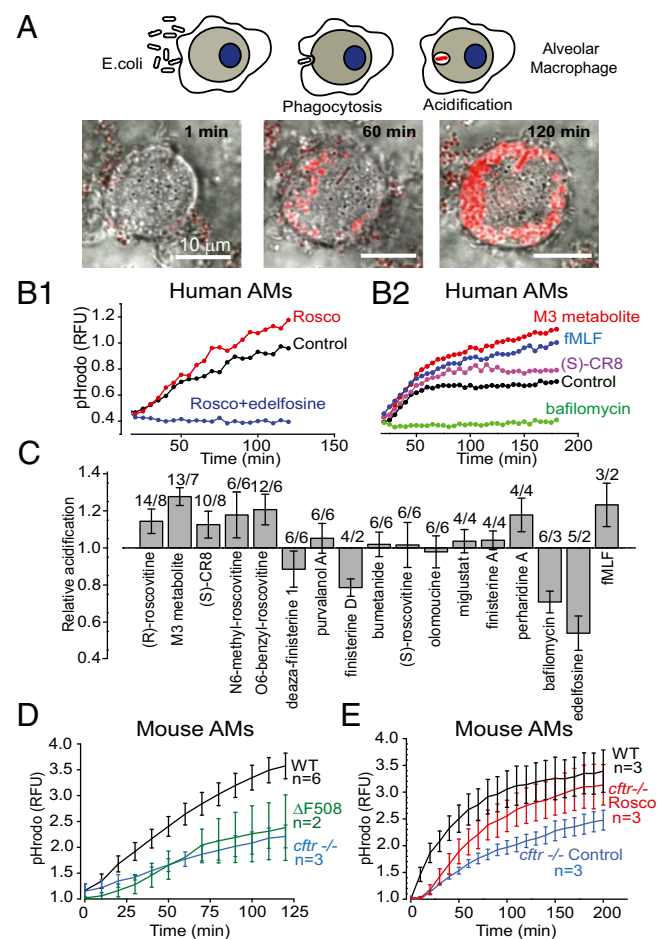 A
E.coli
Alveolar
Macrophage
Phagocytosis
Acidification
1 min
60 min
120 min
10 µm
B1
Human AMs
B2
Human AMs
pHrodo (RFU)
1.2
1.0
0.8
0.6
0.4
Rosco
Control
Rosco+edelfosine
50
100
150
Time (min)
M3 metabolite
fMLF
(S)-CR8
Control
bafilomycin
50
100
150
200
Time (min)
C
Relative acidification
1.4
1.2
1.0
0.8
0.6
0.4
14/8
13/7
10/8
6/6
12/6
6/6
6/6
4/2
6/6
6/6
6/6
4/4
4/4
4/4
6/3
5/2
3/2
(R)-roscovitine
M3 metabolite
(S)-CR8
N6-methyl-roscovitine
O6-benzyl-roscovitine
deaza-finisterine 1
purvalanol A
finisterine D
bumetanide
(S)-roscovitine
olomoucine
miglustat
finisterine A
perharidine A
bafilomycin
edelfosine
fMLF
D
Mouse AMs
pHrodo (RFU)
4.0
3.5
3.0
2.5
2.0
1.5
1.0
WT
n=6
ΔF508
n=2
cftr -/-
n=3
0
25
50
75
100
125
Time (min)
E
Mouse AMs
pHrodo (RFU)
4.0
3.5
3.0
2.5
2.0
1.5
1.0
WT
n=3
cftr-/-
Rosco
n=3
cftr -/- Control
n=3
0
50
100
150
200
Time (min)